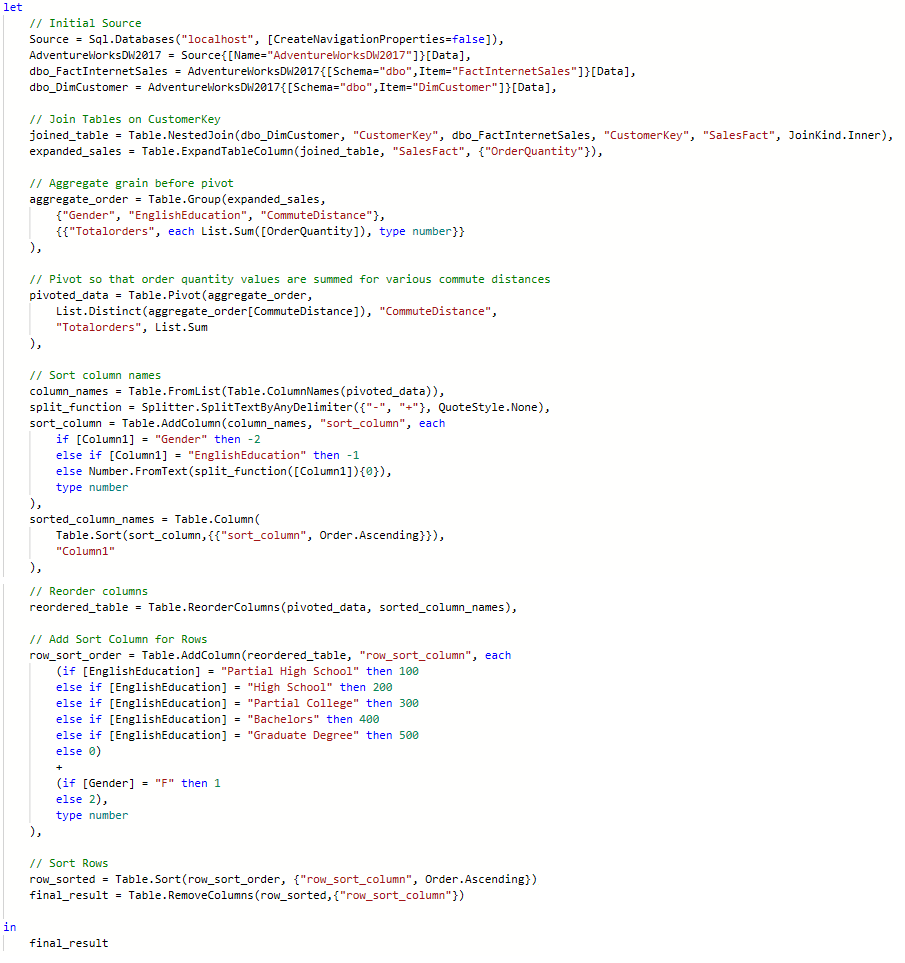 let
// Initial Source
Source = Sql.Databases("localhost", [CreateNavigationProperties=false]),
AdventureWorksDW2017 = Source{[Name="AdventureWorksDW2017"]}[Data],
dbo_FactInternetSales = AdventureWorksDW2017{[Schema="dbo",Item="FactInternetSales"]}[Data],
dbo_DimCustomer = AdventureWorksDW2017{[Schema="dbo",Item="DimCustomer"]}[Data],
// Join Tables on CustomerKey
joined_table = Table.NestedJoin(dbo_DimCustomer, "CustomerKey", dbo_FactInternetSales, "CustomerKey", "SalesFact", JoinKind.Inner),
expanded_sales = Table.ExpandTableColumn(joined_table, "SalesFact", {"OrderQuantity"}),
// Aggregate grain before pivot
aggregate_order = Table.Group(expanded_sales,
{"Gender", "EnglishEducation", "CommuteDistance"},
{{"Totalorders", each List.Sum([OrderQuantity]), type number}}
),
// Pivot so that order quantity values are summed for various commute distances
pivoted_data = Table.Pivot(aggregate_order,
List.Distinct(aggregate_order[CommuteDistance]), "CommuteDistance",
"Totalorders", List.Sum
),
// Sort column names
column_names = Table.FromList(Table.ColumnNames(pivoted_data)),
split_function = Splitter.SplitTextByAnyDelimiter({"-", "+"}, QuoteStyle.None),
sort_column = Table.AddColumn(column_names, "sort_column", each
if [Column1] = "Gender" then -2
else if [Column1] = "EnglishEducation" then -1
else Number.FromText(split_function([Column1]){0}),
type number
),
sorted_column_names = Table.Column(
Table.Sort(sort_column,{{"sort_column", Order.Ascending}}),
"Column1"
),
// Reorder columns
reordered_table = Table.ReorderColumns(pivoted_data, sorted_column_names),
// Add Sort Column for Rows
row_sort_order = Table.AddColumn(reordered_table, "row_sort_column", each
(if [EnglishEducation] = "Partial High School" then 100
else if [EnglishEducation] = "High School" then 200
else if [EnglishEducation] = "Partial College" then 300
else if [EnglishEducation] = "Bachelors" then 400
else if [EnglishEducation] = "Graduate Degree" then 500
else 0)
+
(if [Gender] = "F" then 1
else 2),
type number
),
// Sort Rows
row_sorted = Table.Sort(row_sort_order, {"row_sort_column", Order.Ascending})
final_result = Table.RemoveColumns(row_sorted,{"row_sort_column"})
in
final_result